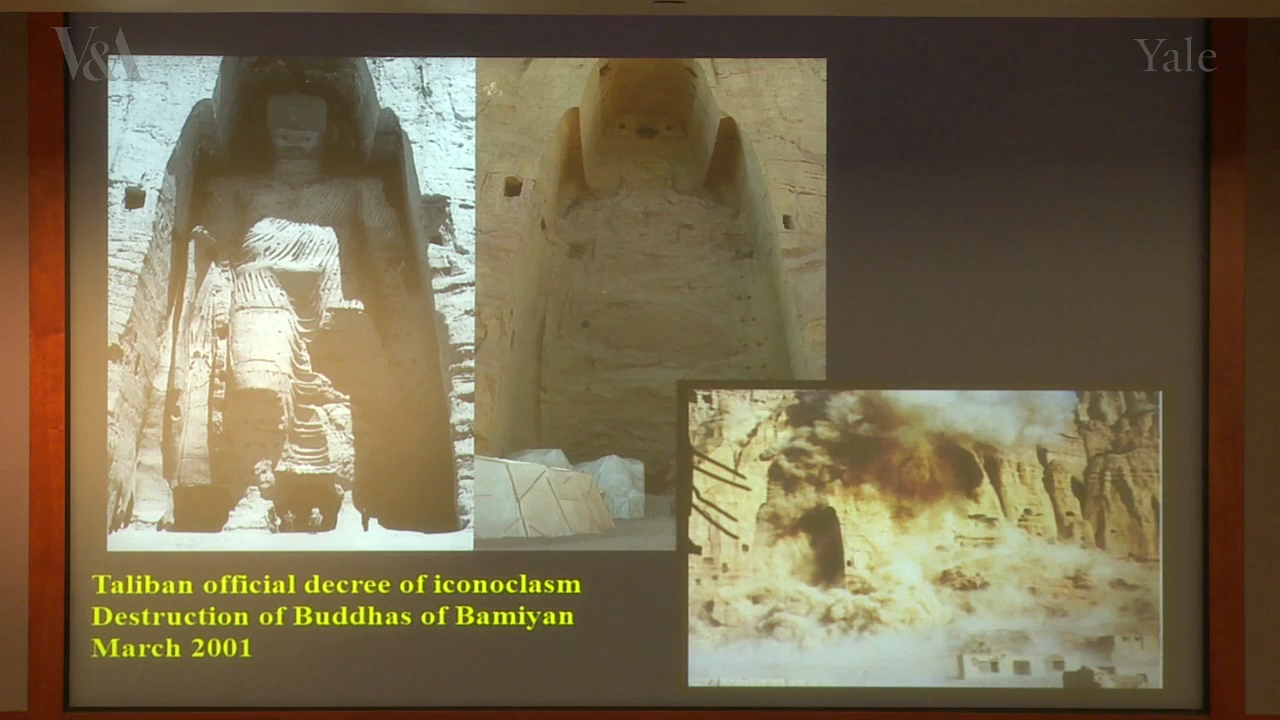 V&A
Yale
Taliban official decree of iconoclasm
Destruction of Buddhas of Bamiyan
March 2001